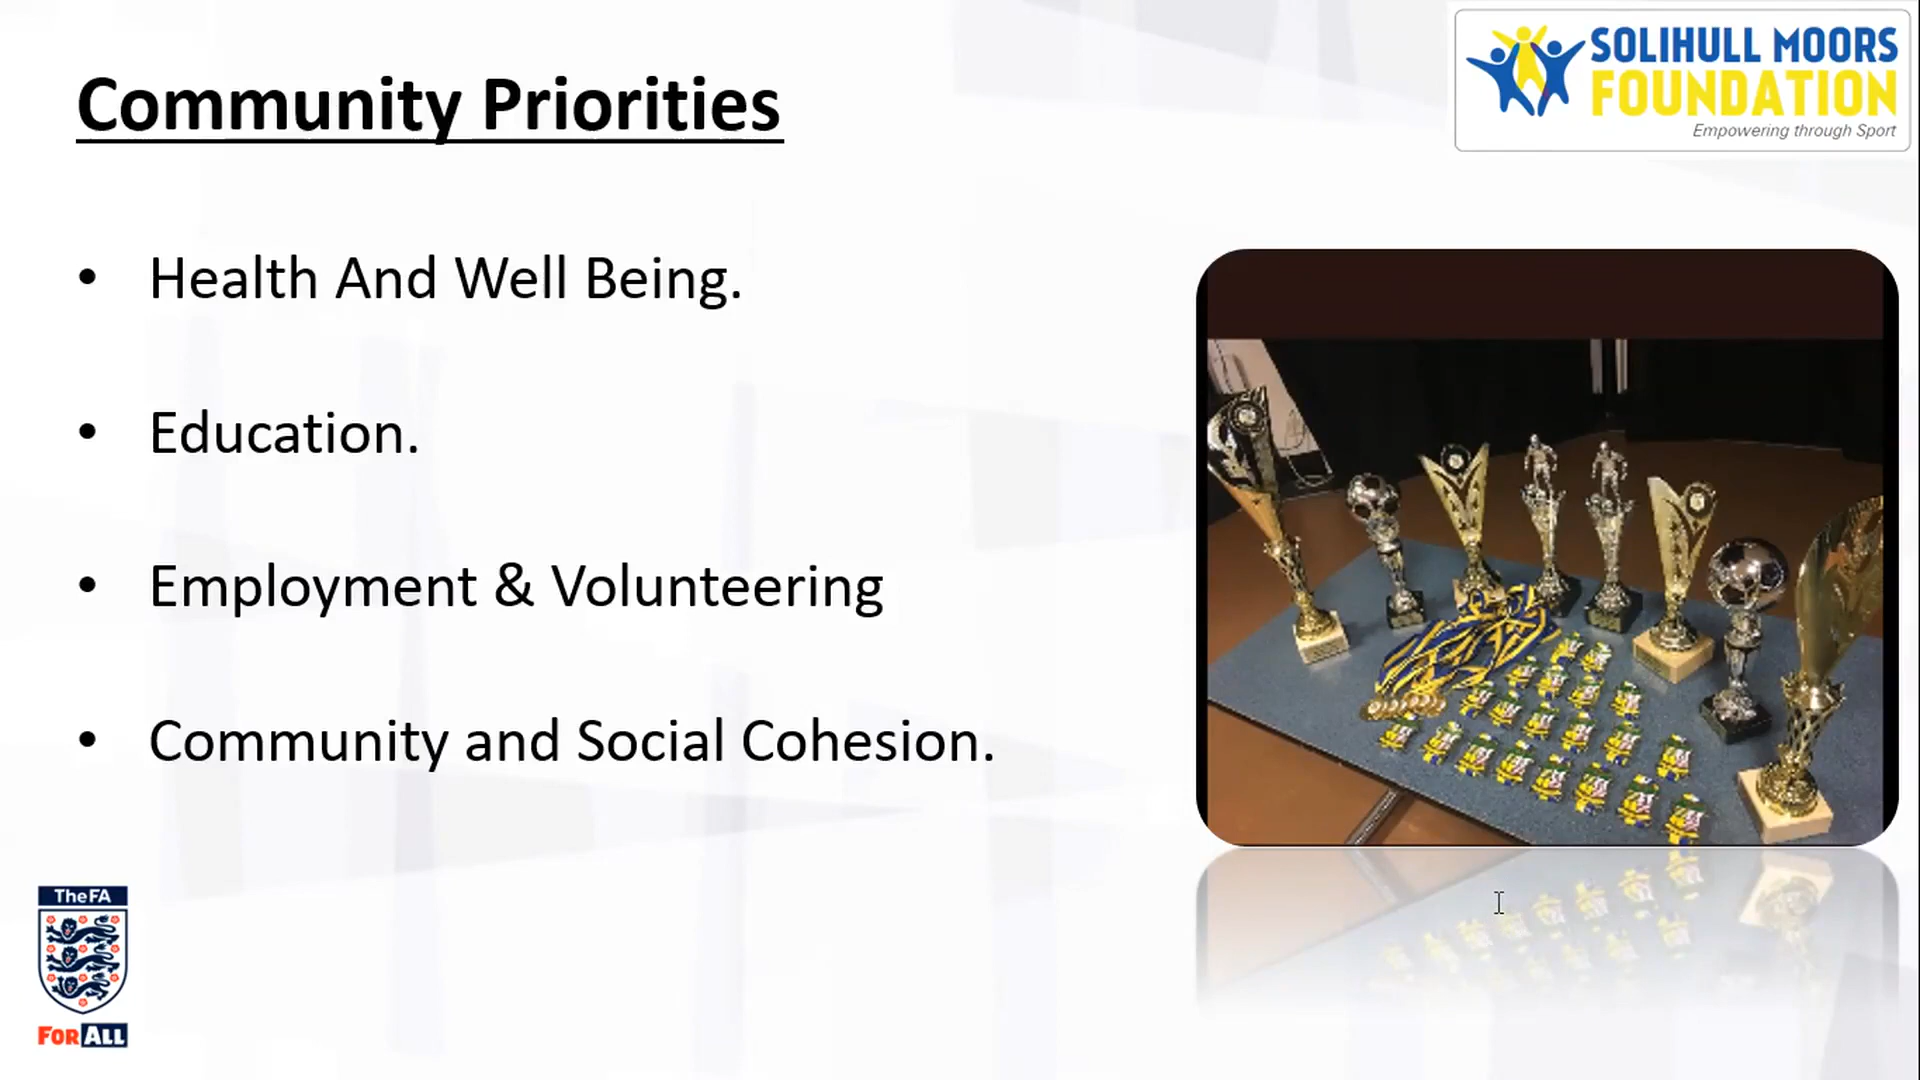 Community Priorities
SOLIHULL MOORS
FOUNDATION
Empowering through Sport
• Health And Well Being.
• Education.
• Employment & Volunteering
• Community and Social Cohesion.
The FA
FOR ALL